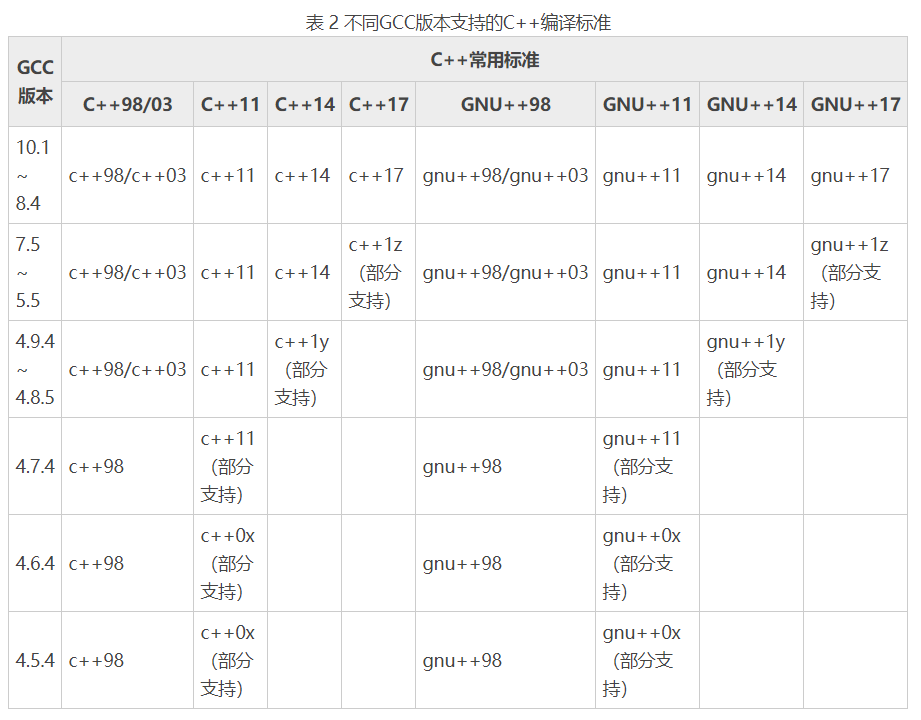 表 2 不同GCC版本支持的C++编译标准
GCC
版本
C++常用标准
C++98/03 C++11 C++14 C++17 GNU++98 GNU++11 GNU++14 GNU++17
10.1
~
8.4
c++98/c++03 c++11 c++14 c++17 gnu++98/gnu++03 gnu++11 gnu++14 gnu++17
7.5
~
5.5
c++98/c++03 c++11 c++14
c++1z
（部分
支持）
gnu++98/gnu++03 gnu++11 gnu++14
gnu++1z
（部分支
持）
4.9.4
~
4.8.5
c++98/c++03 c++11
c++1y
（部分
支持）
gnu++98/gnu++03 gnu++11
gnu++1y
（部分支
持）
4.7.4 c++98
c++11
（部分
支持）
gnu++98
gnu++11
（部分支
持）
4.6.4 c++98
c++0x
（部分
支持）
gnu++98
gnu++0x
（部分支
持）
4.5.4 c++98
c++0x
（部分
支持）
gnu++98
gnu++0x
（部分支
持）